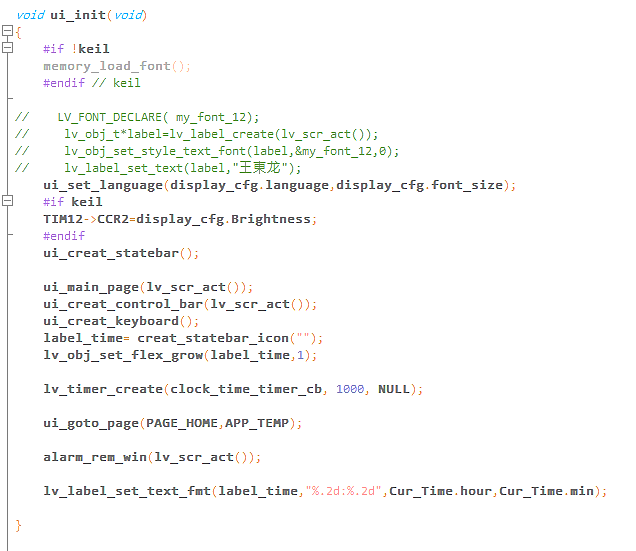 void ui_init(void)
{
    #if !keil
    memory_load_font();
    #endif // keil

//    LV_FONT_DECLARE( my_font_12);
//     lv_obj_t*label=lv_label_create(lv_scr_act());
//     lv_obj_set_style_text_font(label,&my_font_12,0);
//     lv_label_set_text(label,"王東龙");
    ui_set_language(display_cfg.language,display_cfg.font_size);
    #if keil
    TIM12->CCR2=display_cfg.Brightness;
    #endif
    ui_creat_statebar();

    ui_main_page(lv_scr_act());
    ui_creat_control_bar(lv_scr_act());
    ui_creat_keyboard();
    label_time= creat_statebar_icon("");
    lv_obj_set_flex_grow(label_time,1);

    lv_timer_create(clock_time_timer_cb, 1000, NULL);

    ui_goto_page(PAGE_HOME,APP_TEMP);

    alarm_rem_win(lv_scr_act());

    lv_label_set_text_fmt(label_time,"%.2d:%.2d",Cur_Time.hour,Cur_Time.min);

}